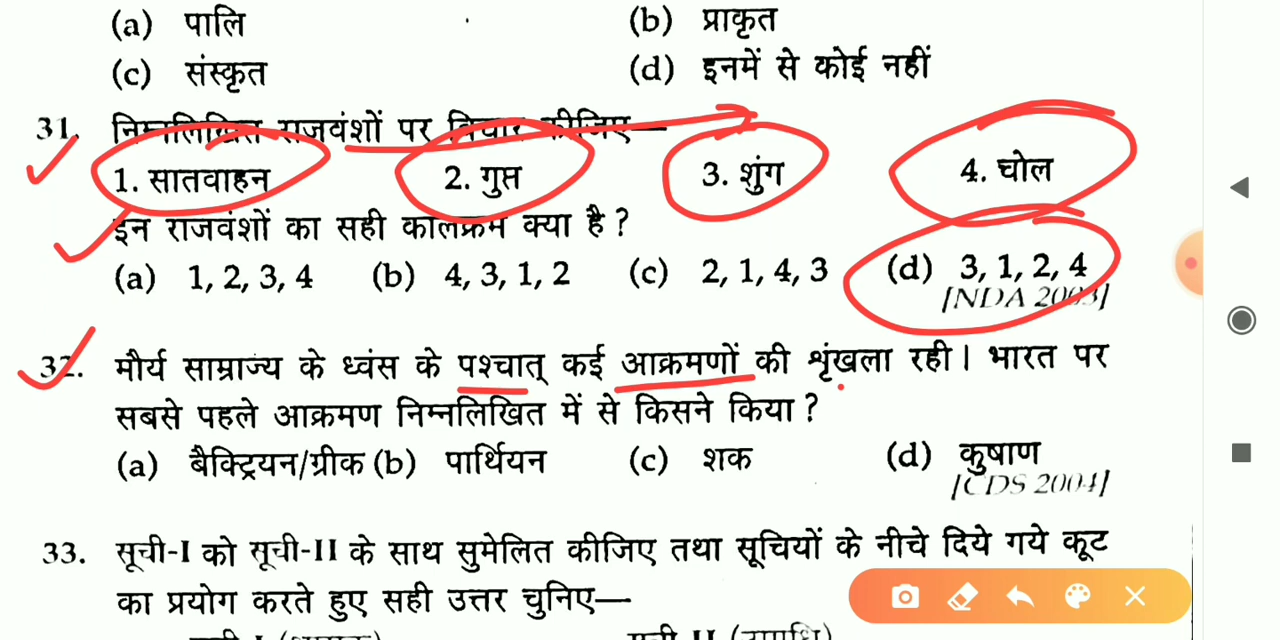 (a) पालि (b) प्राकृत
(c) संस्कृत (d) इनमें से कोई नहीं
31. निम्नलिखित राजवंशों पर विचार कीजिए—
1. सातवाहन 2. गुप्त 3. शुंग 4. चोल
इन राजवंशों का सही कालक्रम क्या है ?
(a) 1, 2, 3, 4 (b) 4, 3, 1, 2 (c) 2, 1, 4, 3 (d) 3, 1, 2, 4
[NDA 2003]
32. मौर्य साम्राज्य के ध्वंस के पश्चात् कई आक्रमणों की शृंखला रही। भारत पर
सबसे पहले आक्रमण निम्नलिखित में से किसने किया ?
(a) बैक्ट्रियन/ग्रीक (b) पार्थियन (c) शक (d) कुषाण
[CDS 2004]
33. सूची-I को सूची-II के साथ सुमेलित कीजिए तथा सूचियों के नीचे दिये गये कूट
का प्रयोग करते हुए सही उत्तर चुनिए—